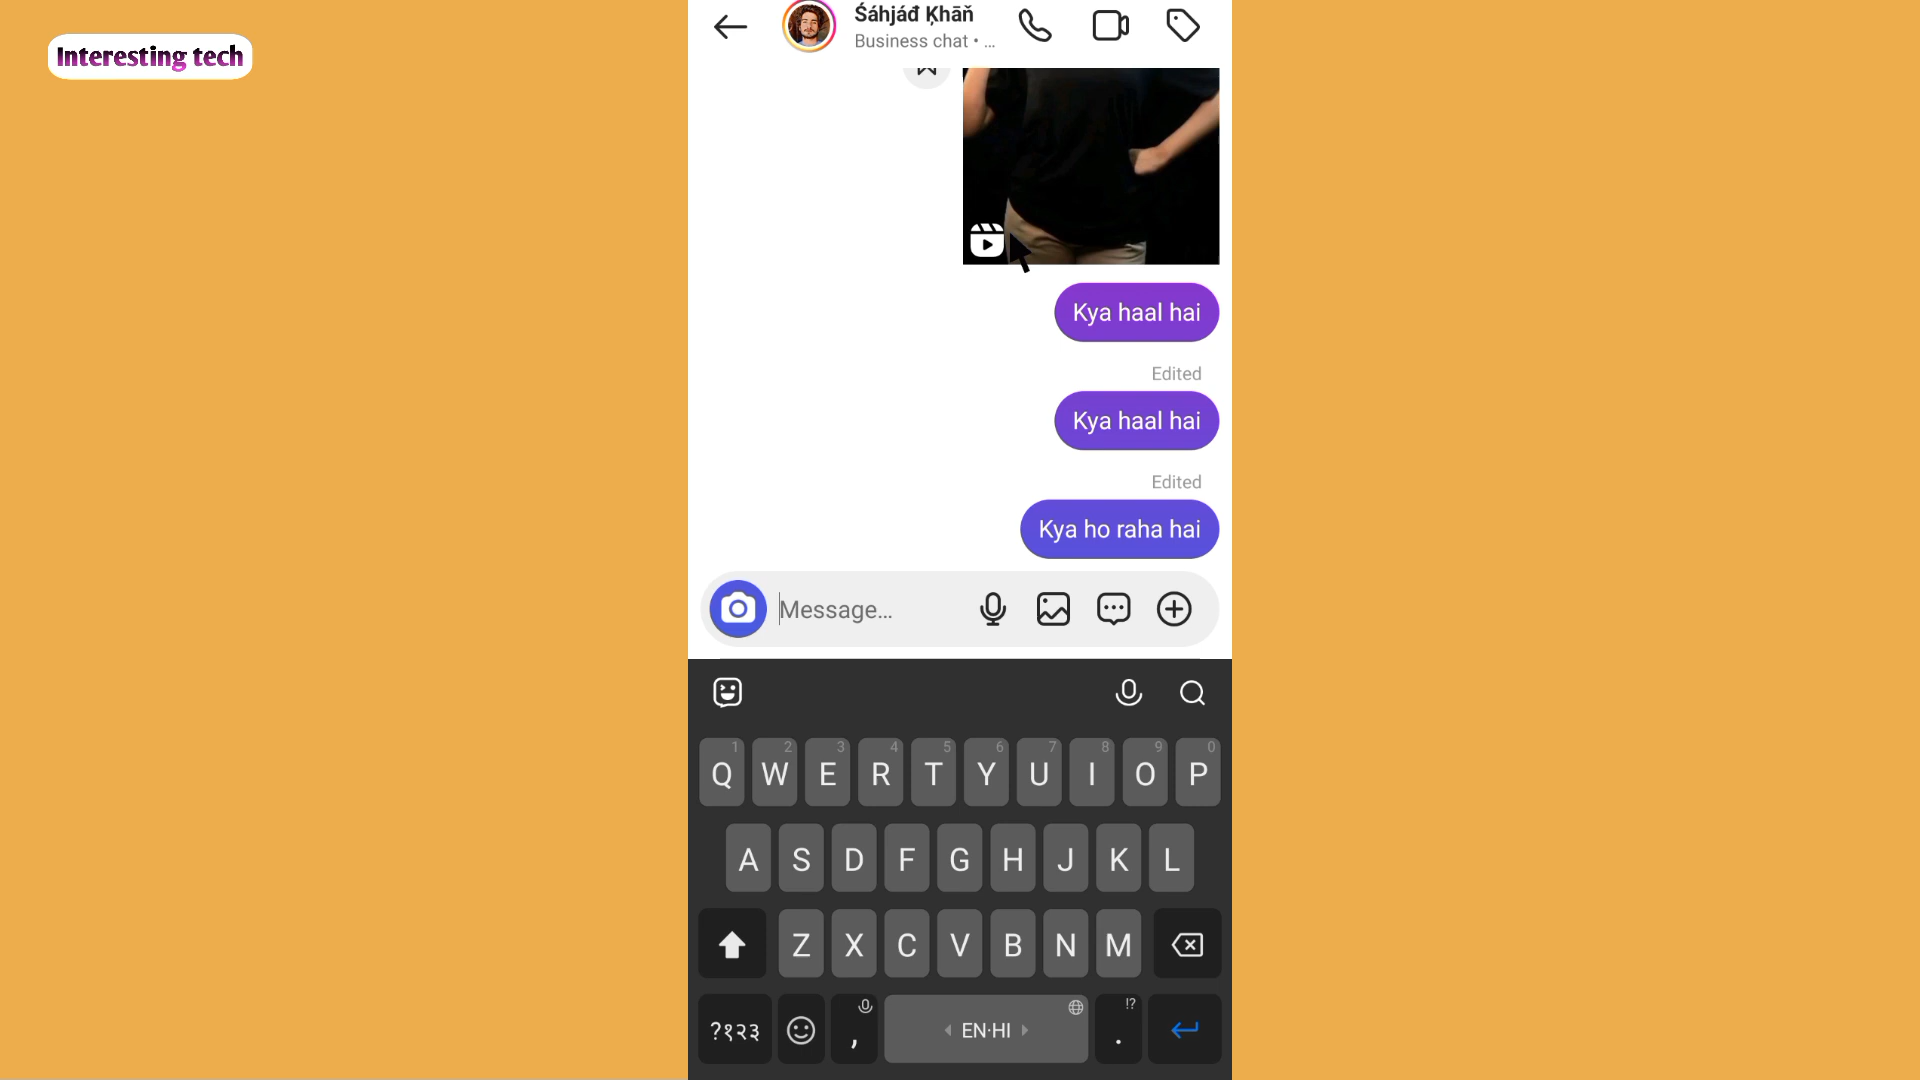 Interesting tech
Śáhjáđ Ķhāň
Business chat • ...
Kya haal hai
Edited
Kya haal hai
Edited
Kya ho raha hai
Message...
1 2 3 4 5 6 7 8 9 0
Q W E R T Y U I O P
A S D F G H J K L
Z X C V B N M
!?
?१२३ , EN·HI .